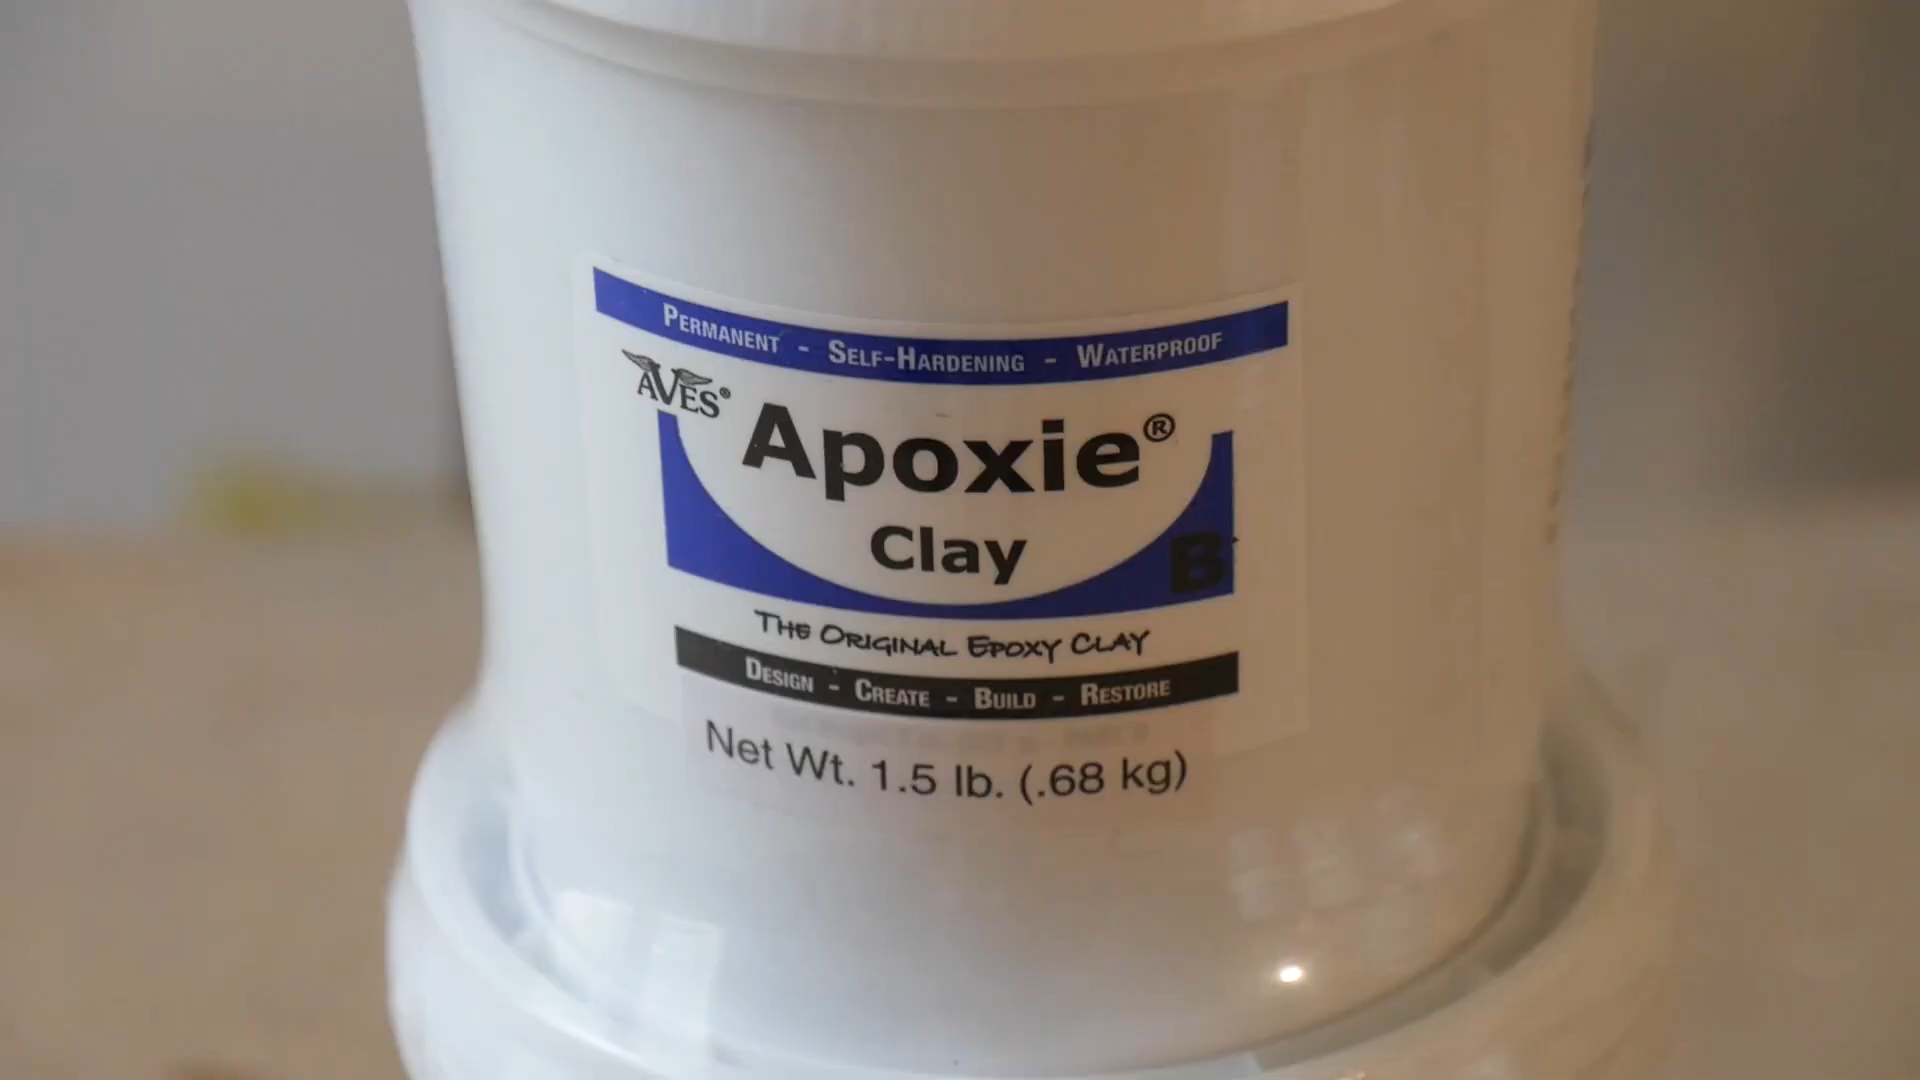 PERMANENT - SELF-HARDENING - WATERPROOF
AVES®
Apoxie®
Clay
B
THE ORIGINAL EPOXY CLAY
DESIGN - CREATE - BUILD - RESTORE
Net Wt. 1.5 lb. (.68 kg)